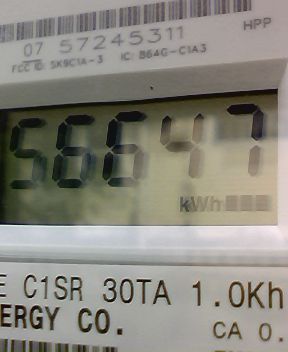 07 57245311
HPP
FCC ID: SK9C1A-3 IC: 864G-C1A3
56647
kWh
E C1SR 30TA 1.0Kh
ERGY CO.
CA 0.